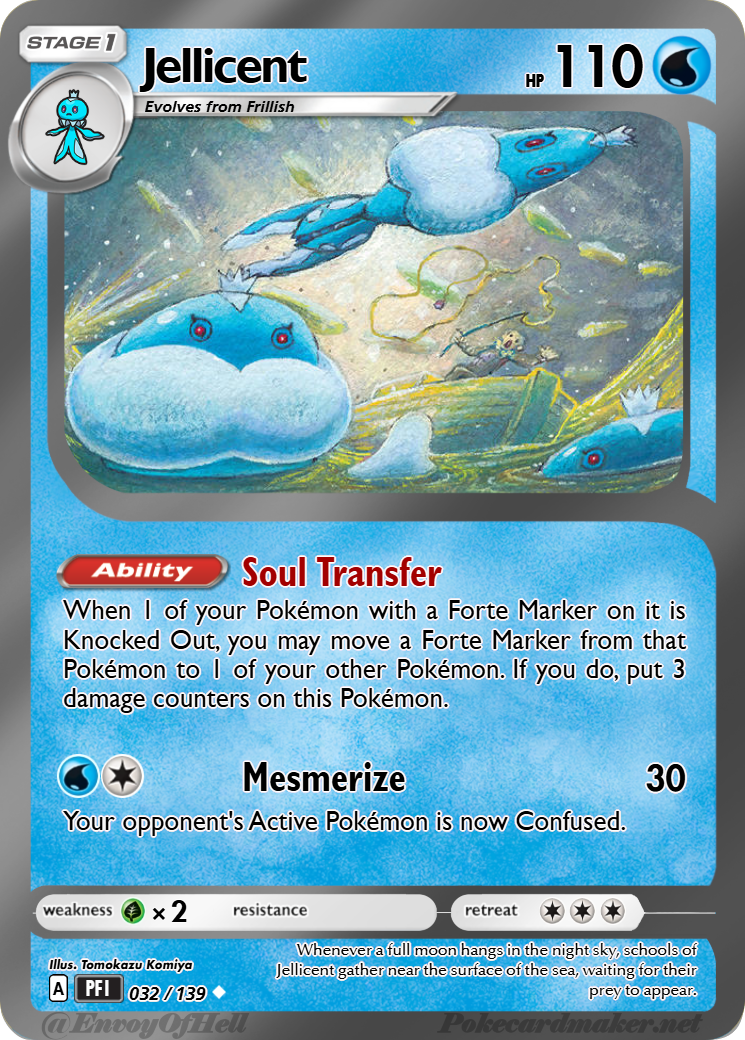 STAGE 1
Jellicent
HP 110
Evolves from Frillish
Ability Soul Transfer
When 1 of your Pokémon with a Forte Marker on it is
Knocked Out, you may move a Forte Marker from that
Pokémon to 1 of your other Pokémon. If you do, put 3
damage counters on this Pokémon.
Mesmerize 30
Your opponent's Active Pokémon is now Confused.
weakness × 2 resistance retreat
Illus. Tomokazu Komiya
A PFI 032 / 139
Whenever a full moon hangs in the night sky, schools of
Jellicent gather near the surface of the sea, waiting for their
prey to appear.
@EnvoyOfHell Pokecardmaker.net